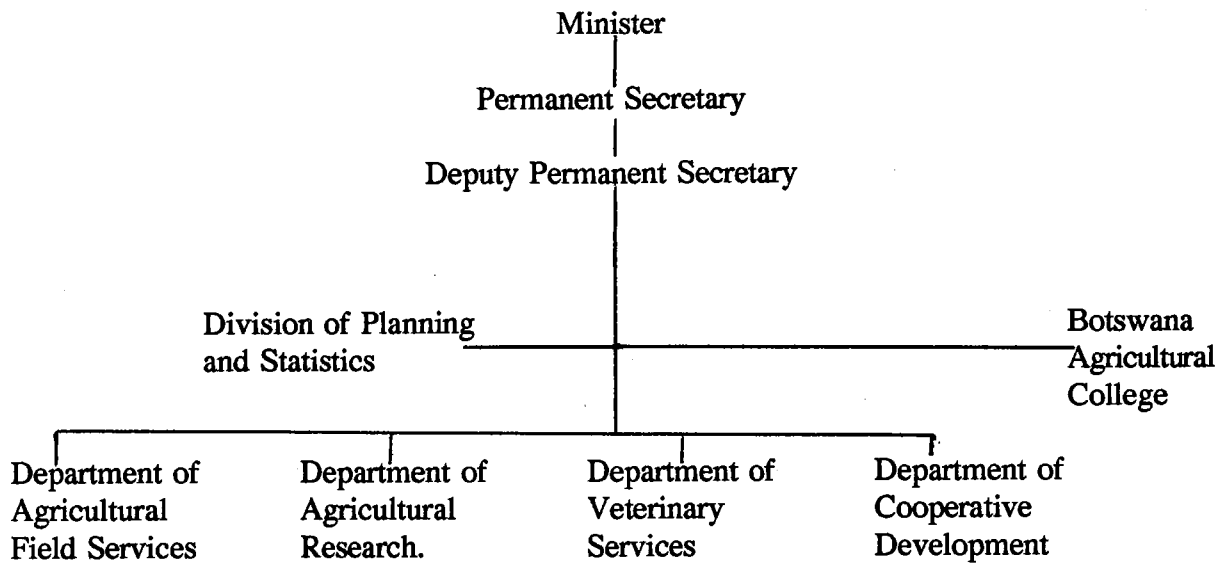 Minister
Permanent Secretary
Deputy Permanent Secretary
Division of Planning
and Statistics
Botswana
Agricultural
College
Department of
Agricultural
Field Services
Department of
Agricultural
Research.
Department of
Veterinary
Services
Department of
Cooperative
Development